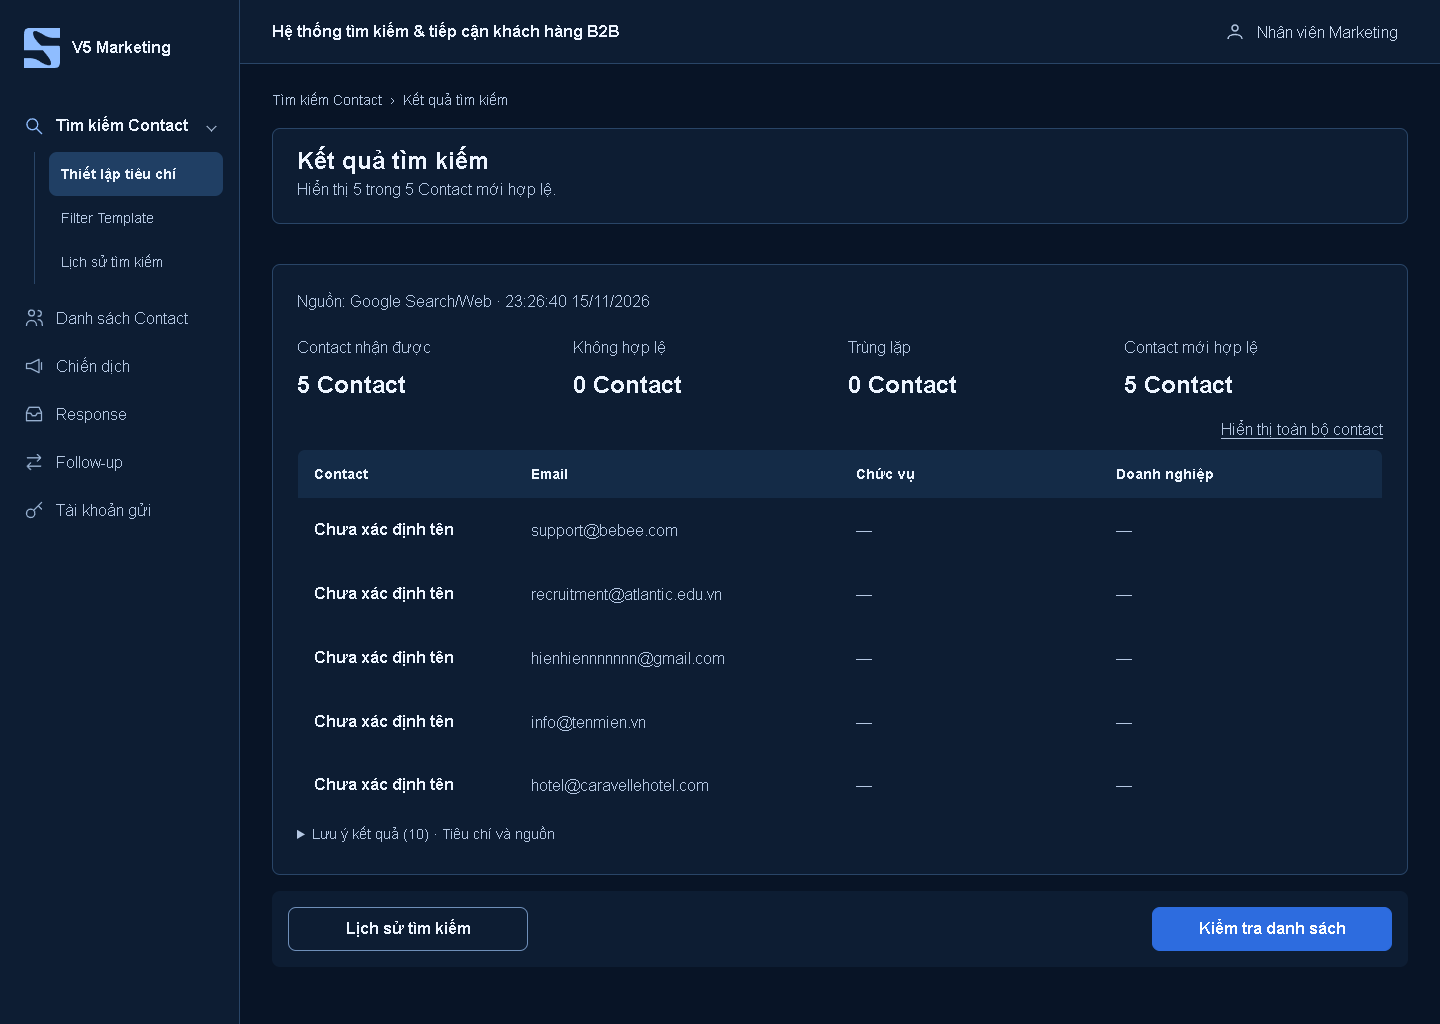 V5 Marketing
Hệ thống tìm kiếm & tiếp cận khách hàng B2B
Nhân viên Marketing
Tìm kiếm Contact
Thiết lập tiêu chí
Filter Template
Lịch sử tìm kiếm
Danh sách Contact
Chiến dịch
Response
Follow-up
Tài khoản gửi
Tìm kiếm Contact › Kết quả tìm kiếm
Kết quả tìm kiếm
Hiển thị 5 trong 5 Contact mới hợp lệ.
Nguồn: Google Search/Web · 23:26:40 15/11/2026
Contact nhận được Không hợp lệ Trùng lặp Contact mới hợp lệ
5 Contact 0 Contact 0 Contact 5 Contact
Hiển thị toàn bộ contact
Contact Email Chức vụ Doanh nghiệp
Chưa xác định tên support@bebee.com — —
Chưa xác định tên recruitment@atlantic.edu.vn — —
Chưa xác định tên hienhiennnnnnn@gmail.com — —
Chưa xác định tên info@tenmien.vn — —
Chưa xác định tên hotel@caravellehotel.com — —
Lưu ý kết quả (10) · Tiêu chí và nguồn
Lịch sử tìm kiếm Kiểm tra danh sách